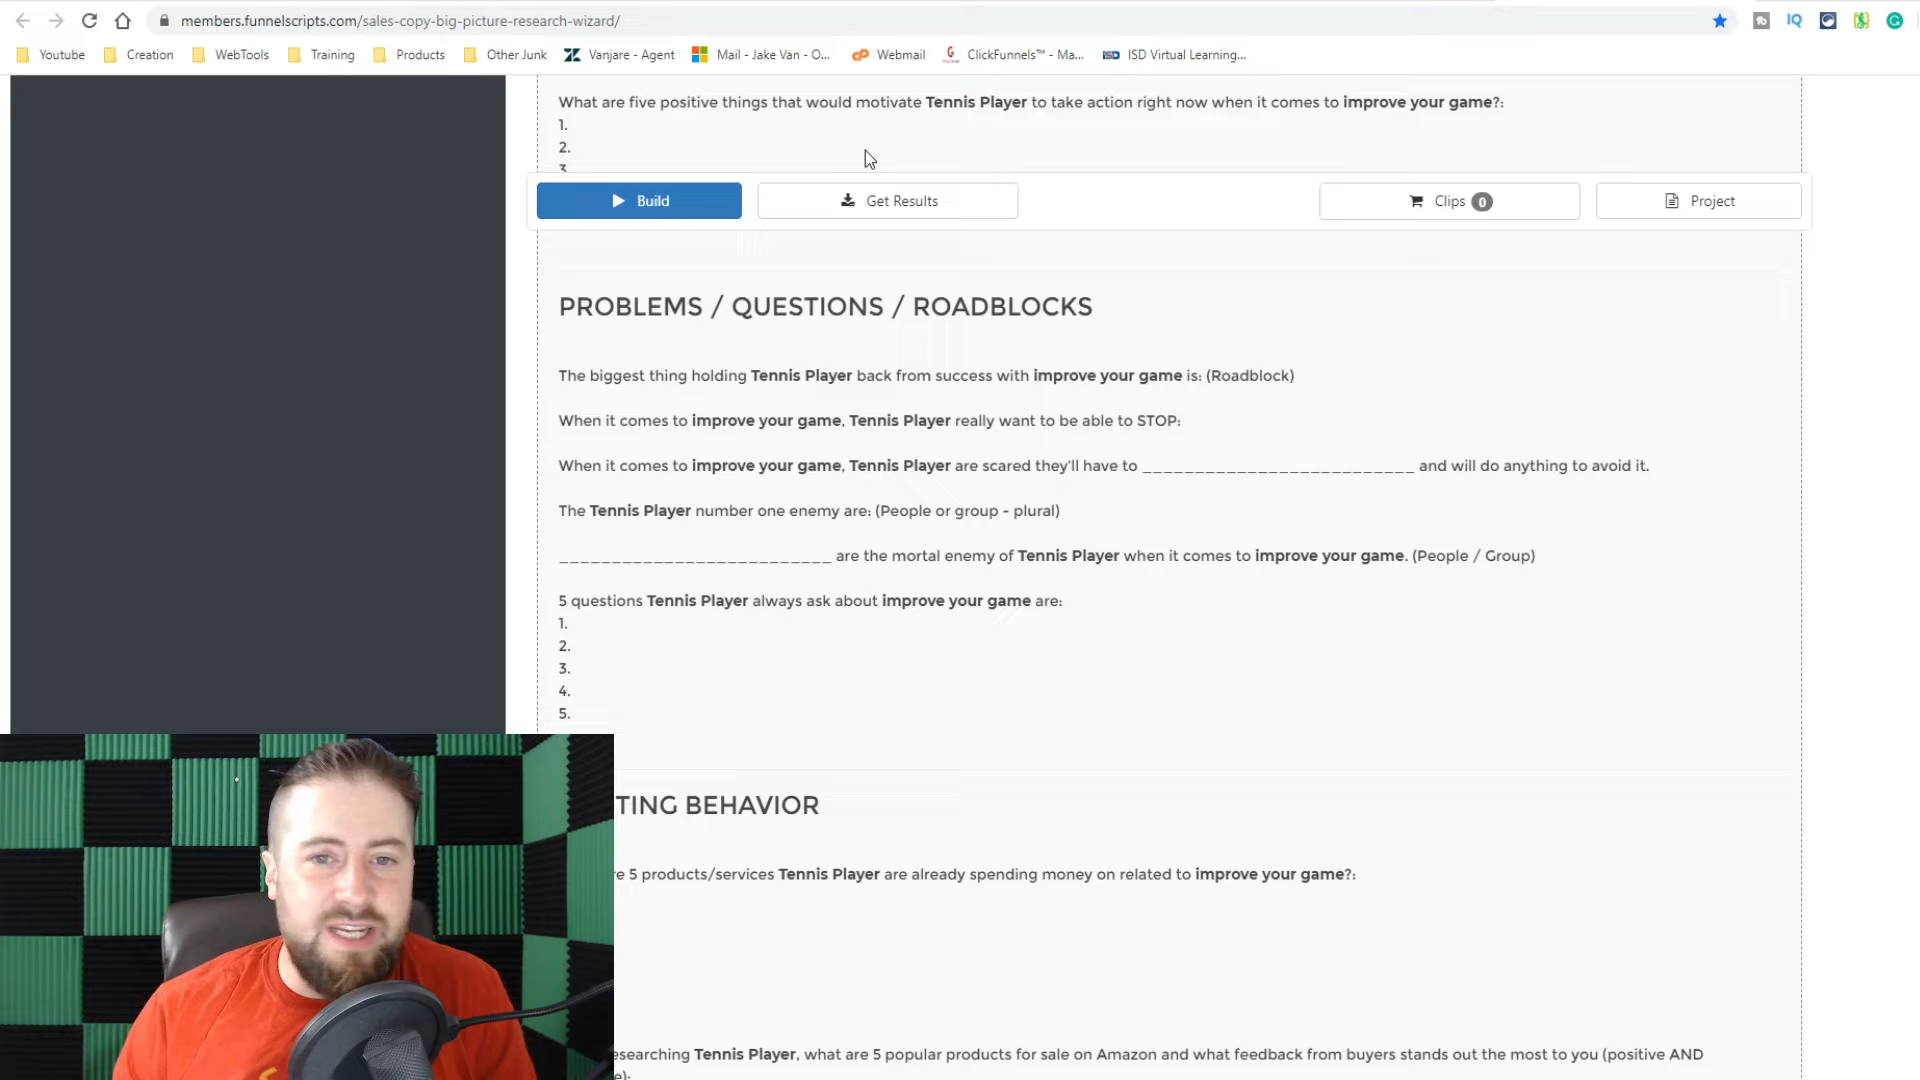 members.funnelscripts.com/sales-copy-big-picture-research-wizard/
Youtube Creation WebTools Training Products Other Junk Vanjare - Agent Mail - Jake Van - O... Webmail ClickFunnels™ - Ma... ISD Virtual Learning...
What are five positive things that would motivate Tennis Player to take action right now when it comes to improve your game?:
1.
2.
3.
Build Get Results Clips 0 Project
PROBLEMS / QUESTIONS / ROADBLOCKS
The biggest thing holding Tennis Player back from success with improve your game is: (Roadblock)
When it comes to improve your game, Tennis Player really want to be able to STOP:
When it comes to improve your game, Tennis Player are scared they'll have to __________________________ and will do anything to avoid it.
The Tennis Player number one enemy are: (People or group - plural)
__________________________ are the mortal enemy of Tennis Player when it comes to improve your game. (People / Group)
5 questions Tennis Player always ask about improve your game are:
1.
2.
3.
4.
5.
TING BEHAVIOR
e 5 products/services Tennis Player are already spending money on related to improve your game?:
esearching Tennis Player, what are 5 popular products for sale on Amazon and what feedback from buyers stands out the most to you (positive AND
e):